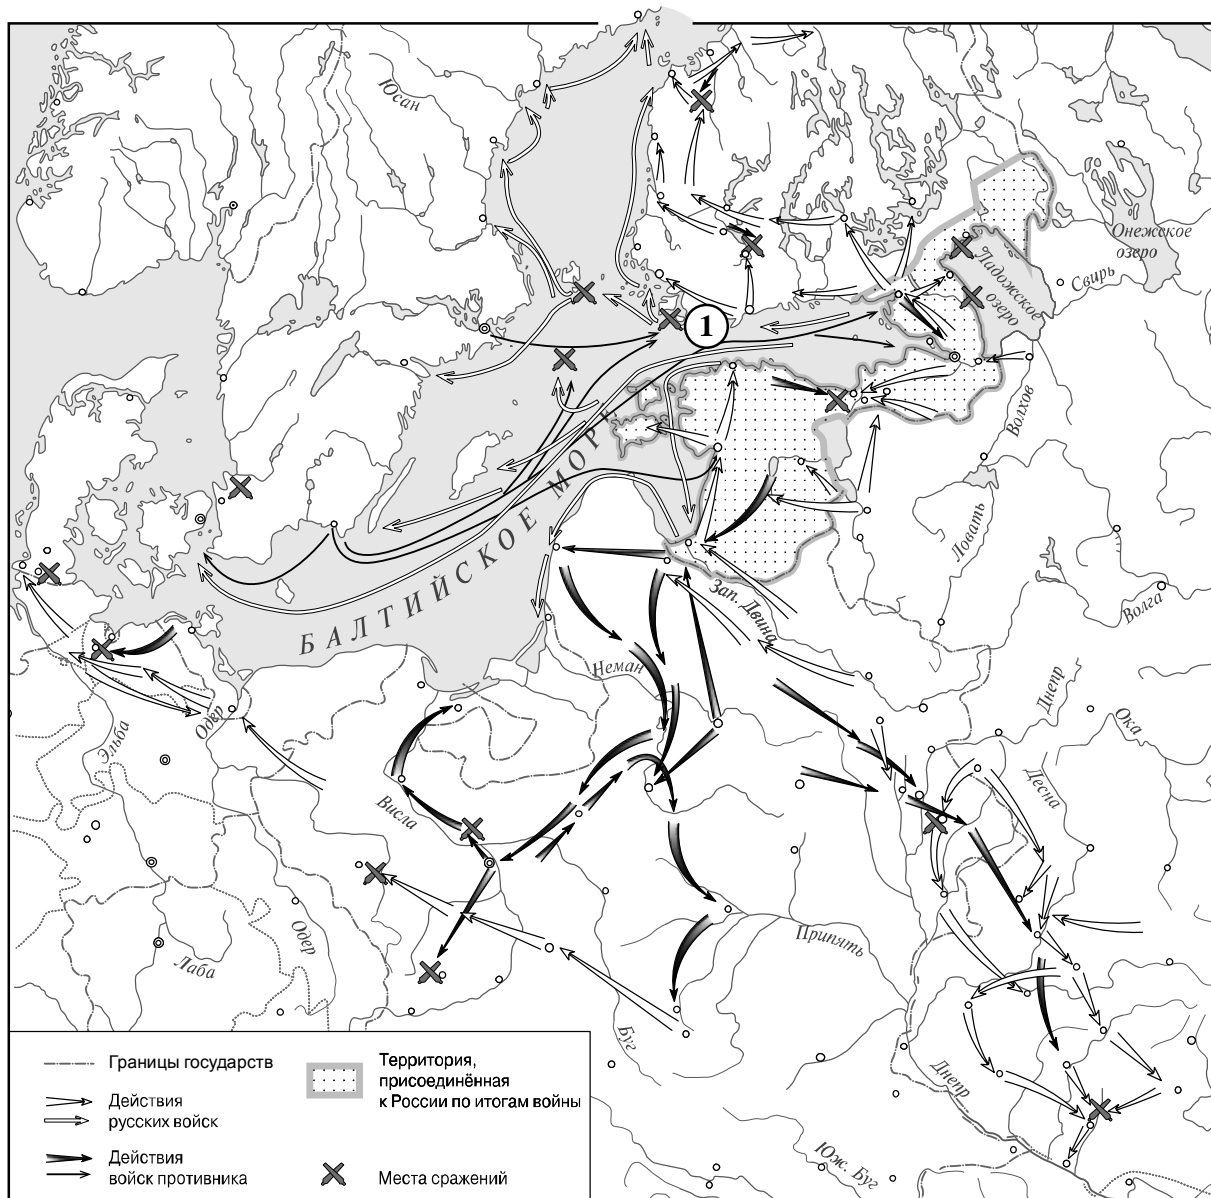 Юсан
Онежское
озеро
Свирь
Ладожское
озеро
1
Волхов
БАЛТИЙСКОЕ МОРЕ
Ловать
Зап. Двина
Волга
Неман
Днепр
Ока
Одер
Эльба
Десна
Висла
Одер
Лаба
Припять
Буг
Днепр
Юж. Буг
Границы государств
Действия
русских войск
Действия
войск противника
Территория,
присоединённая
к России по итогам войны
Места сражений